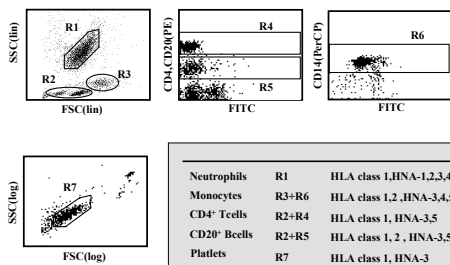 SSC(lin)
R1
R2
R3
FSC(lin)
CD4,CD20(PE)
R4
R5
FITC
CD14(PerCP)
R6
FITC
SSC(log)
R7
FSC(log)
Neutrophils R1 HLA class 1,HNA-1,2,3,4
Monocytes R3+R6 HLA class 1,2 ,HNA-3,4,
CD4+ Tcells R2+R4 HLA class 1, HNA-3,5
CD20+ Bcells R2+R5 HLA class 1, 2 , HNA-3,5
Platlets R7 HLA class 1, HNA-3